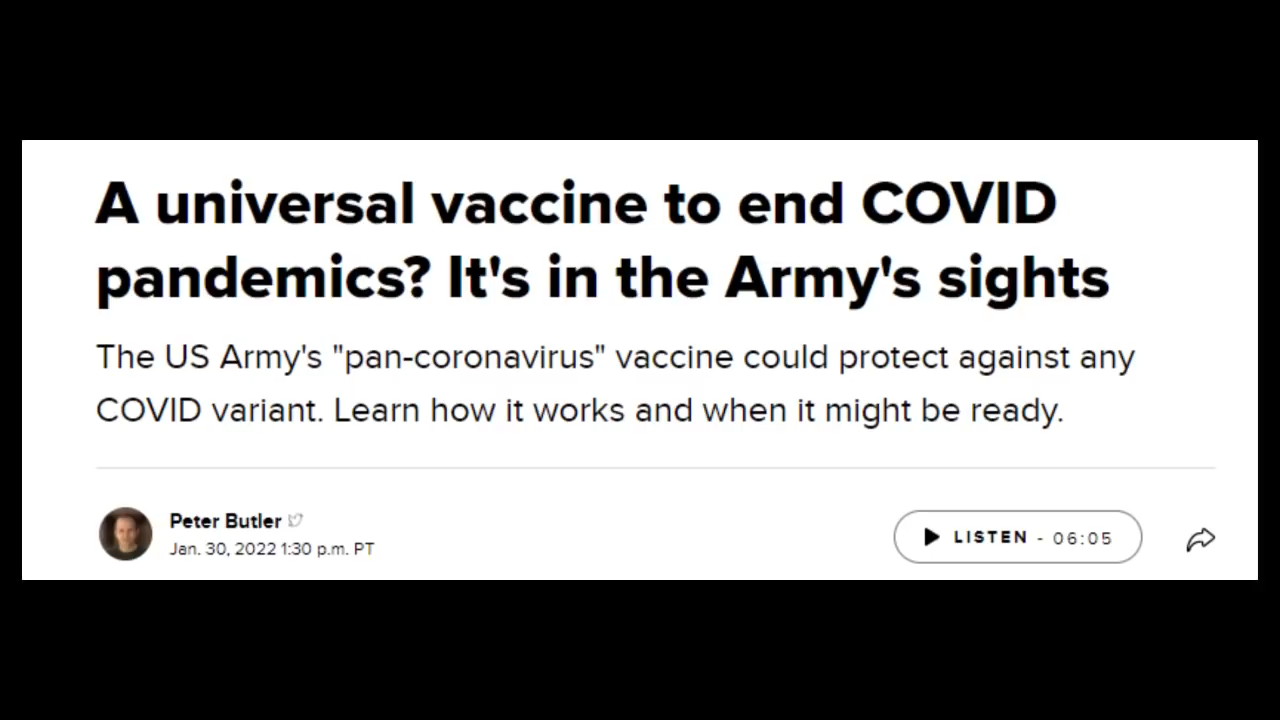 A universal vaccine to end COVID
pandemics? It's in the Army's sights
The US Army's "pan-coronavirus" vaccine could protect against any
COVID variant. Learn how it works and when it might be ready.
Peter Butler
Jan. 30, 2022 1:30 p.m. PT
LISTEN - 06:05